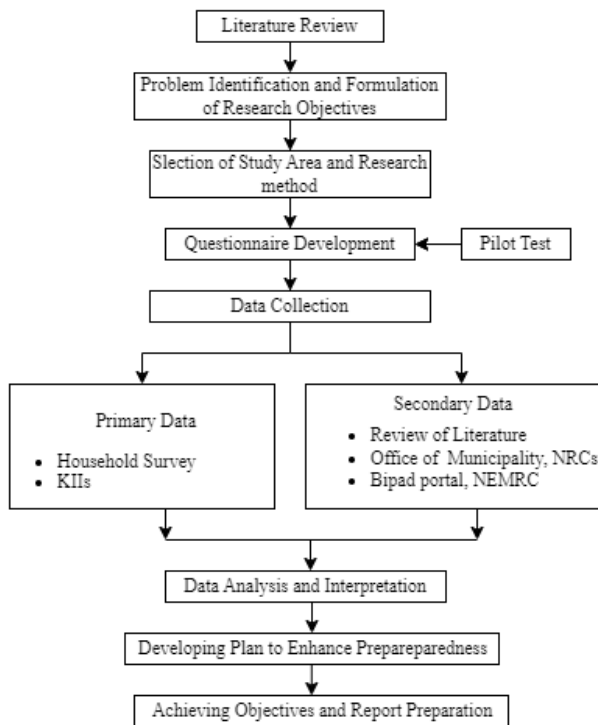 Literature Review
Problem Identification and Formulation
of Research Objectives
Slection of Study Area and Research
method
Questionnaire Development
Pilot Test
Data Collection
Primary Data
• Household Survey
• KIIs
Secondary Data
• Review of Literature
• Office of Municipality, NRCs
• Bipad portal, NEMRC
Data Analysis and Interpretation
Developing Plan to Enhance Prepareparedness
Achieving Objectives and Report Preparation